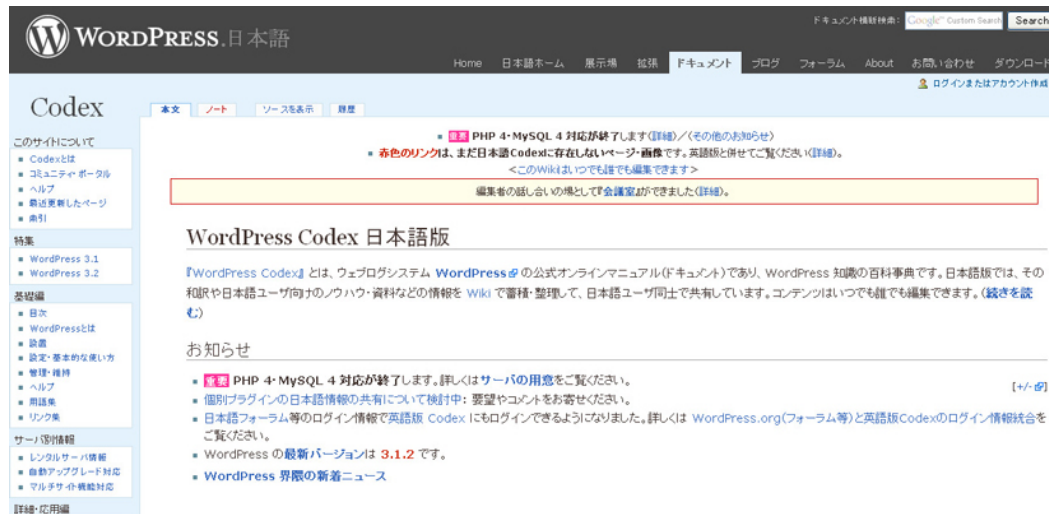 WORDPRESS.日本語
ドキュメント横断検索: Google Custom Search Search
Home 日本語ホーム 展示場 拡張 ドキュメント ブログ フォーラム About お問い合わせ ダウンロード
ログインまたはアカウント作成
Codex
本文 ノート ソースを表示 履歴
重要 PHP 4・MySQL 4 対応が終了します(詳細)／(その他のお知らせ)
赤色のリンクは、まだ日本語Codexに存在しないページ・画像です。英語版と併せてご覧ください(詳細)。
<このWikiはいつでも誰でも編集できます>
編集者の話し合いの場として『会議室』ができました(詳細)。
このサイトについて
Codexとは
コミュニティ・ポータル
ヘルプ
最近更新したページ
索引
特集
WordPress 3.1
WordPress 3.2
基礎編
目次
WordPressとは
設置
設定・基本的な使い方
管理・維持
ヘルプ
用語集
リンク集
サーバ別情報
レンタルサーバ情報
自動アップグレード対応
マルチサイト機能対応
詳細・応用編
WordPress Codex 日本語版
『WordPress Codex』とは、ウェブログシステム WordPress の公式オンラインマニュアル(ドキュメント)であり、WordPress 知識の百科事典です。日本語版では、その
和訳や日本語ユーザ向けのノウハウ・資料などの情報を Wiki で蓄積・整理して、日本語ユーザ同士で共有しています。コンテンツはいつでも誰でも編集できます。(続きを読
む)
お知らせ
重要 PHP 4・MySQL 4 対応が終了します。詳しくはサーバの用意をご覧ください。
[+/-]
個別プラグインの日本語情報の共有について検討中: 要望やコメントをお寄せください。
日本語フォーラム等のログイン情報で英語版 Codex にもログインできるようになりました。詳しくは WordPress.org(フォーラム等)と英語版Codexのログイン情報統合を
ご覧ください。
WordPress の最新バージョンは 3.1.2 です。
WordPress 界隈の新着ニュース